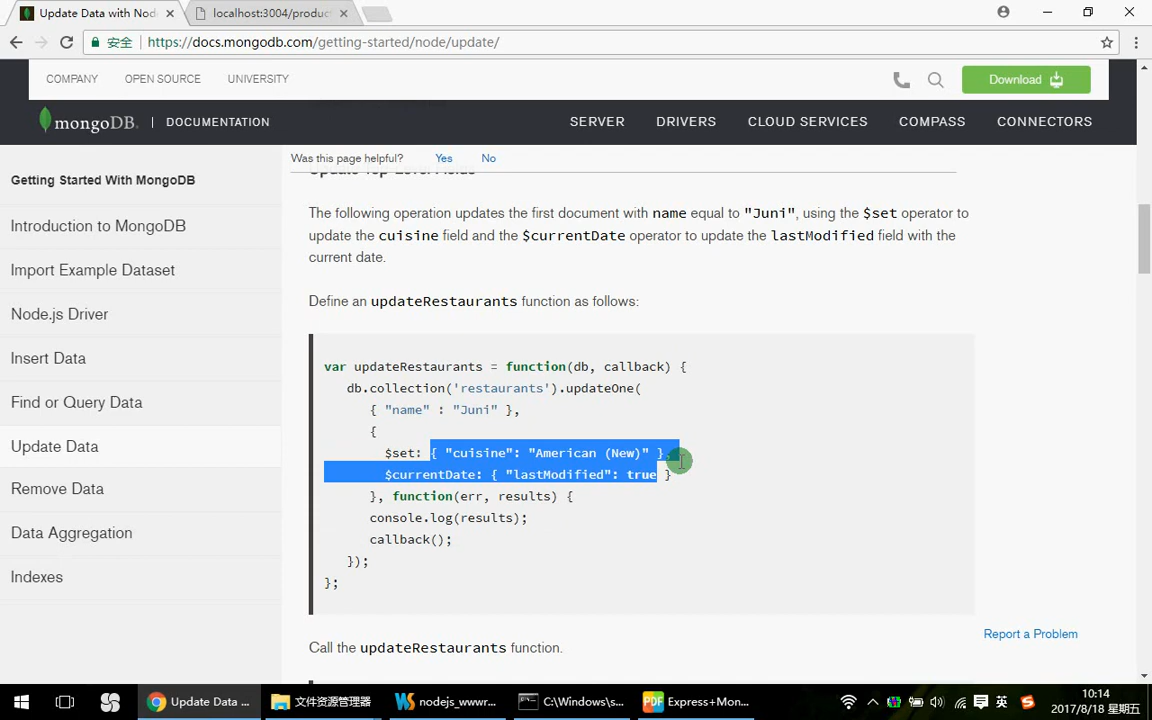 Update Data with Nod
localhost:3004/product
安全
https://docs.mongodb.com/getting-started/node/update/
COMPANY
OPEN SOURCE
UNIVERSITY
Download
mongoDB.
DOCUMENTATION
SERVER
DRIVERS
CLOUD SERVICES
COMPASS
CONNECTORS
Was this page helpful?
Yes
No
Getting Started With MongoDB
Introduction to MongoDB
Import Example Dataset
Node.js Driver
Insert Data
Find or Query Data
Update Data
Remove Data
Data Aggregation
Indexes
Update Top-Level Fields
The following operation updates the first document with name equal to "Juni", using the $set operator to
update the cuisine field and the $currentDate operator to update the lastModified field with the
current date.
Define an updateRestaurants function as follows:
var updateRestaurants = function(db, callback) {
db.collection('restaurants').updateOne(
{ "name" : "Juni" },
{
$set: { "cuisine": "American (New)" },
$currentDate: { "lastModified": true }
}, function(err, results) {
console.log(results);
callback();
});
};
Report a Problem
Call the updateRestaurants function.
Update Data ...
文件资源管理器
nodejs_wwwr...
C:\Windows\s...
Express+Mon...
英
10:14
2017/8/18 星期五